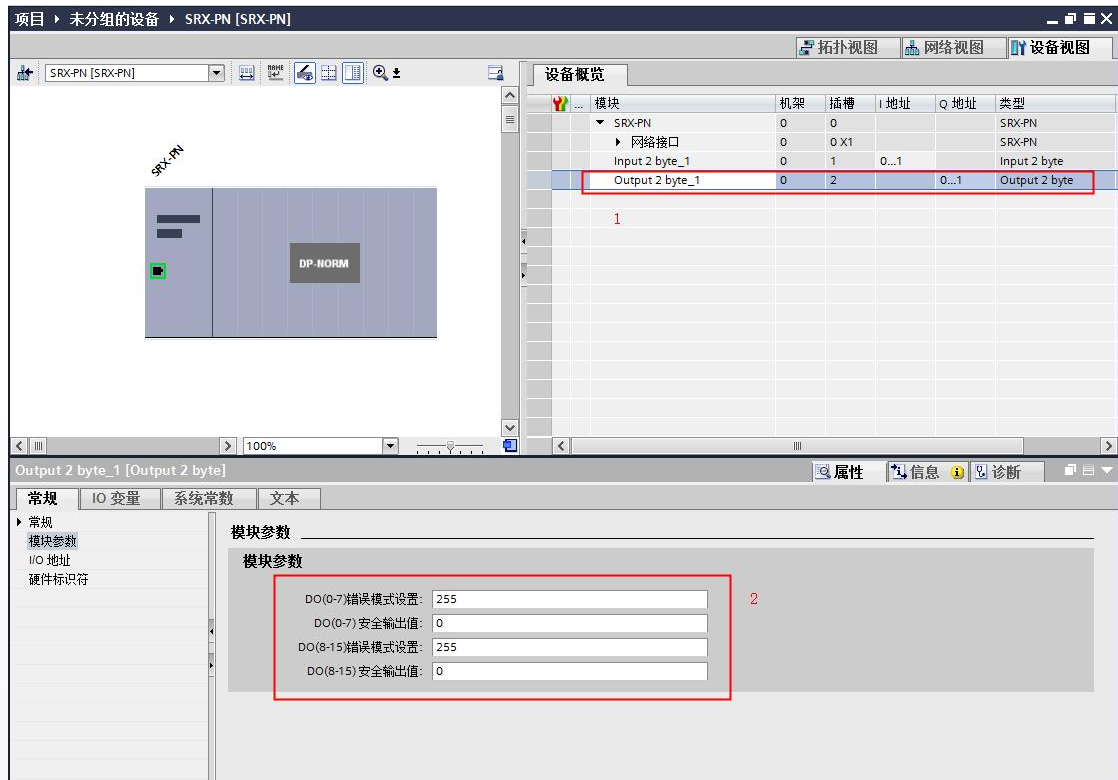 项目 ▸ 未分组的设备 ▸ SRX-PN [SRX-PN]
拓扑视图 网络视图 设备视图
SRX-PN [SRX-PN]
设备概览
... 模块 机架 插槽 I 地址 Q 地址 类型
SRX-PN 0 0 SRX-PN
网络接口 0 0 X1 SRX-PN
Input 2 byte_1 0 1 0...1 Input 2 byte
Output 2 byte_1 0 2 0...1 Output 2 byte
1
SRX-PN
DP-NORM
100%
Output 2 byte_1 [Output 2 byte]
属性 信息 诊断
常规 IO 变量 系统常数 文本
常规
模块参数
I/O 地址
硬件标识符
模块参数
模块参数
DO(0-7)错误模式设置: 255
DO(0-7) 安全输出值: 0
DO(8-15)错误模式设置: 255
DO(8-15) 安全输出值: 0
2